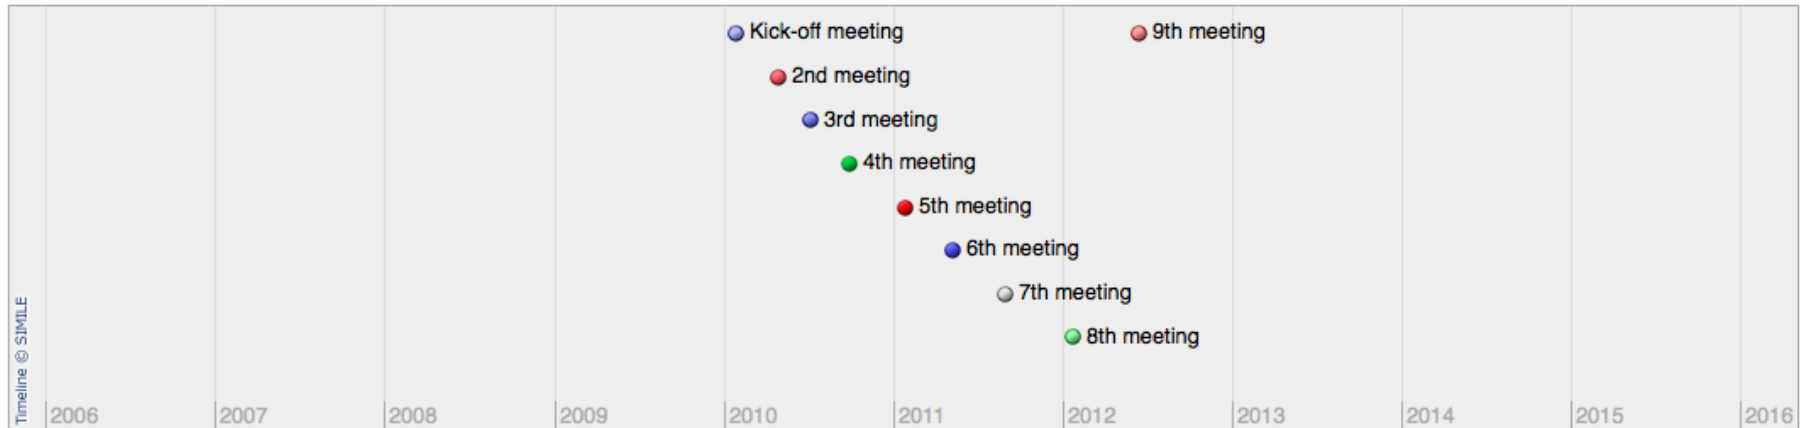 Kick-off meeting
9th meeting
2nd meeting
3rd meeting
4th meeting
5th meeting
6th meeting
7th meeting
8th meeting
Timeline © SIMILE
2006
2007
2008
2009
2010
2011
2012
2013
2014
2015
2016